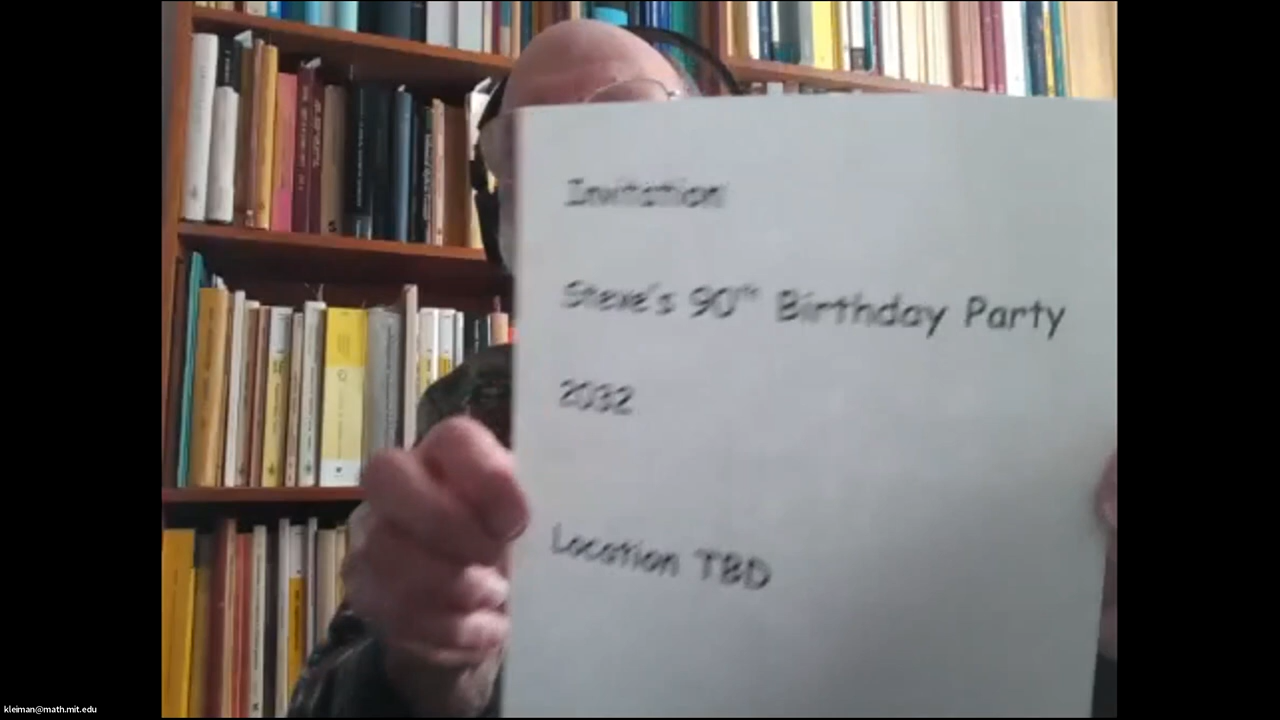 Invitation
Steve's 90th Birthday Party
2032
Location TBD
kleiman@math.mit.edu